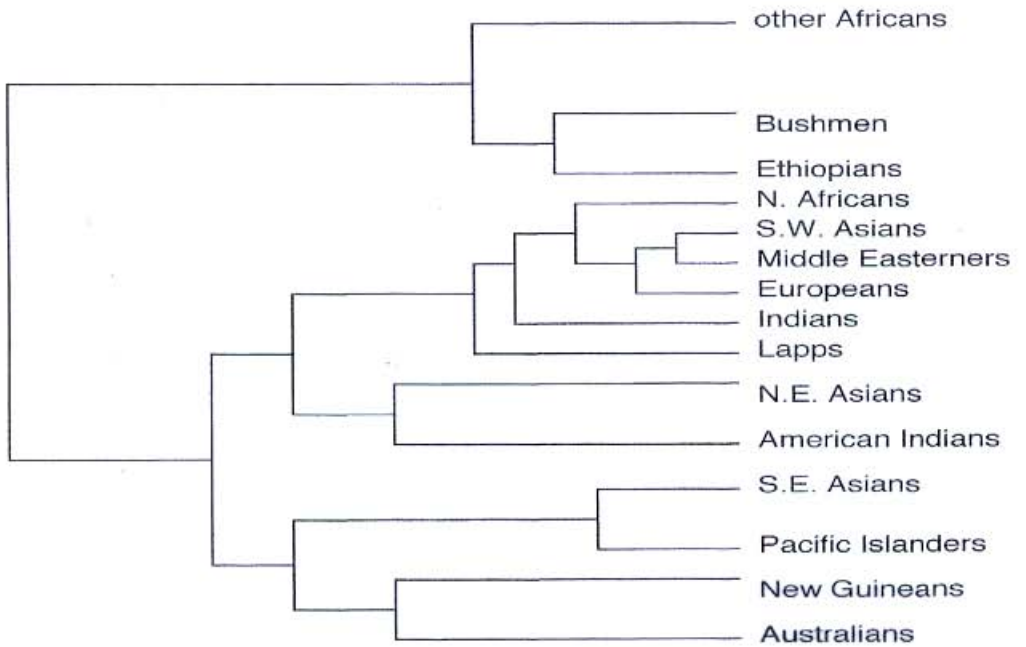 other Africans
Bushmen
Ethiopians
N. Africans
S.W. Asians
Middle Easterners
Europeans
Indians
Lapps
N.E. Asians
American Indians
S.E. Asians
Pacific Islanders
New Guineans
Australians